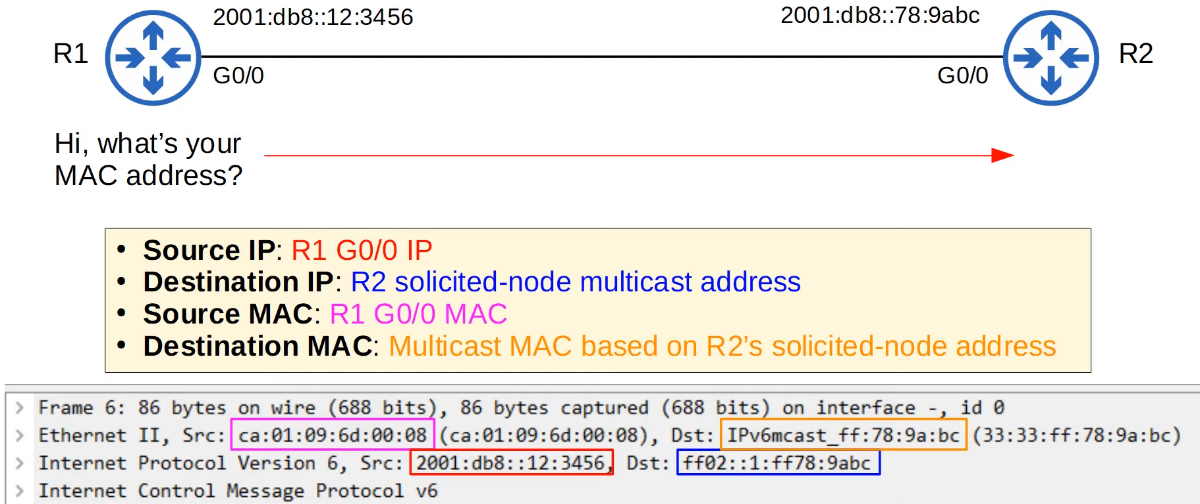 2001:db8::12:3456
2001:db8::78:9abc
R1
R2
G0/0
G0/0
Hi, what's your
MAC address?
• Source IP: R1 G0/0 IP
• Destination IP: R2 solicited-node multicast address
• Source MAC: R1 G0/0 MAC
• Destination MAC: Multicast MAC based on R2's solicited-node address
> Frame 6: 86 bytes on wire (688 bits), 86 bytes captured (688 bits) on interface -, id 0
> Ethernet II, Src: ca:01:09:6d:00:08 (ca:01:09:6d:00:08), Dst: IPv6mcast_ff:78:9a:bc (33:33:ff:78:9a:bc)
> Internet Protocol Version 6, Src: 2001:db8::12:3456, Dst: ff02::1:ff78:9abc
> Internet Control Message Protocol v6